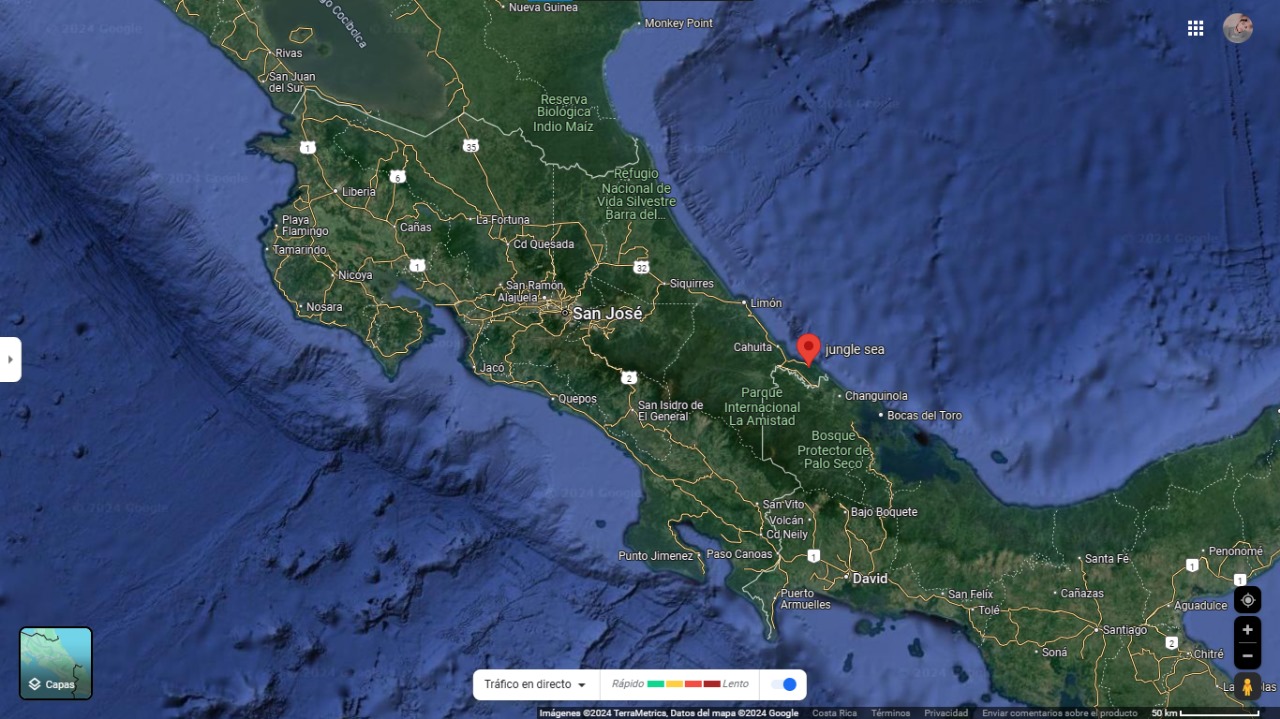 Nueva Guinea
Monkey Point
go Cocibolca
Rivas
San Juan
del Sur
Reserva
Biológica
Indio Maíz
1
35
6
Refugio
Nacional de
Vida Silvestre
Barra del...
Liberia
Playa
Flamingo
La Fortuna
Cañas
Tamarindo
Cd Quesada
1
32
Nicoya
San Ramón
Siquirres
Alajuela
Nosara
San José
Limón
Cahuita
jungle sea
Jacó
2
Quepos
San Isidro de
El General
Parque
Internacional
La Amistad
Changuinola
Bocas del Toro
Bosque
Protector de
Palo Seco
San Vito
Volcán
Cd Neily
Bajo Boquete
Punto Jimenez
Paso Canoas
1
David
Santa Fé
Penonomé
1
1
Puerto
Armuelles
San Felix
Tolé
Cañazas
Aguadulce
Santiago
2
Soná
Chitré
Capas
Tráfico en directo
Rápido
Lento
Imágenes ©2024 TerraMetrics, Datos del mapa ©2024 Google
Costa Rica
Términos
Privacidad
Enviar comentarios sobre el producto
50 km